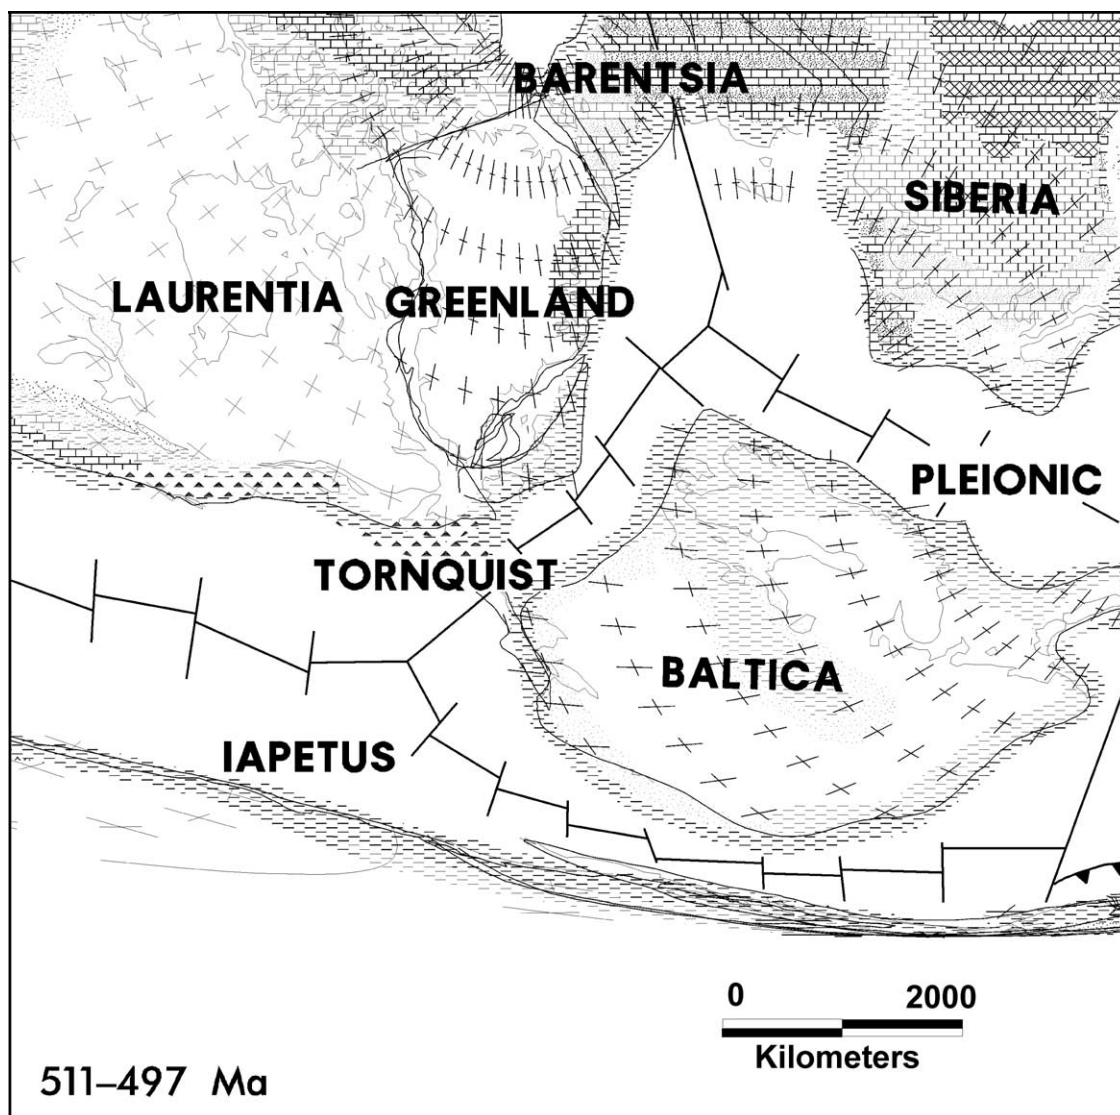 BARENTSIA
SIBERIA
LAURENTIA
GREENLAND
PLEIONIC
TORNQUIST
BALTICA
IAPETUS
0 2000
Kilometers
511–497 Ma